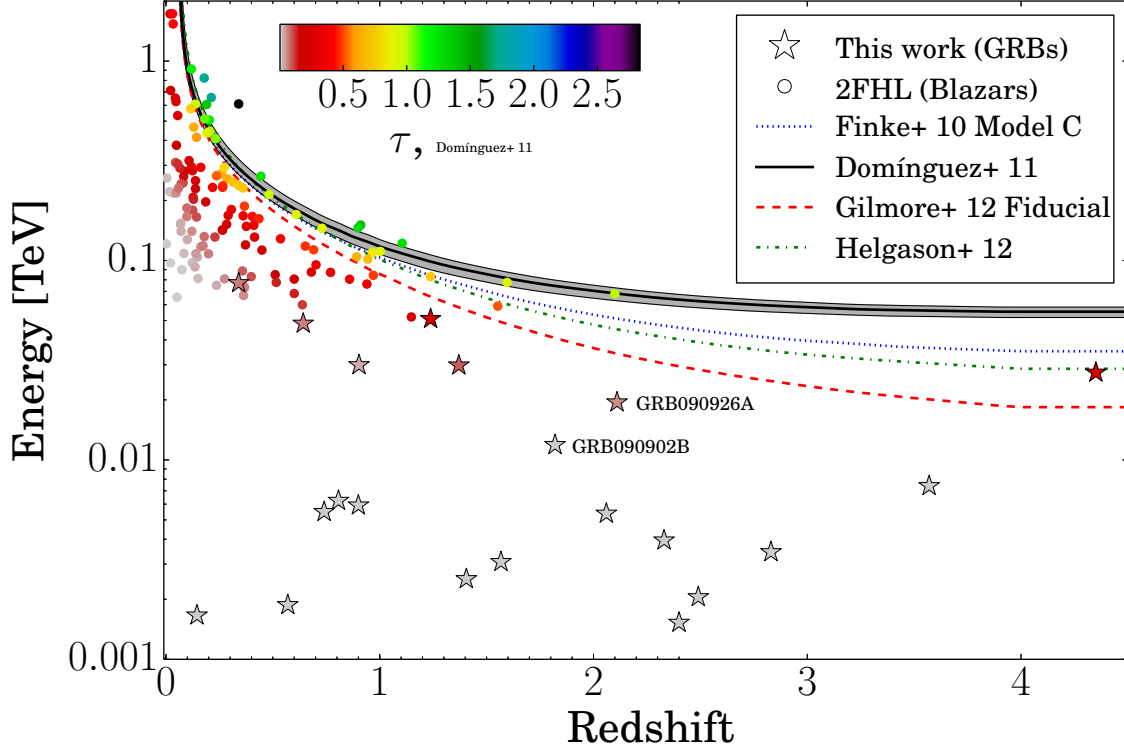 0.5 1.0 1.5 2.0 2.5
τ, Domínguez+ 11
This work (GRBs)
2FHL (Blazars)
Finke+ 10 Model C
Domínguez+ 11
Gilmore+ 12 Fiducial
Helgason+ 12
Energy [TeV]
1
0.1
0.01
0.001
GRB090926A
GRB090902B
0 1 2 3 4
Redshift